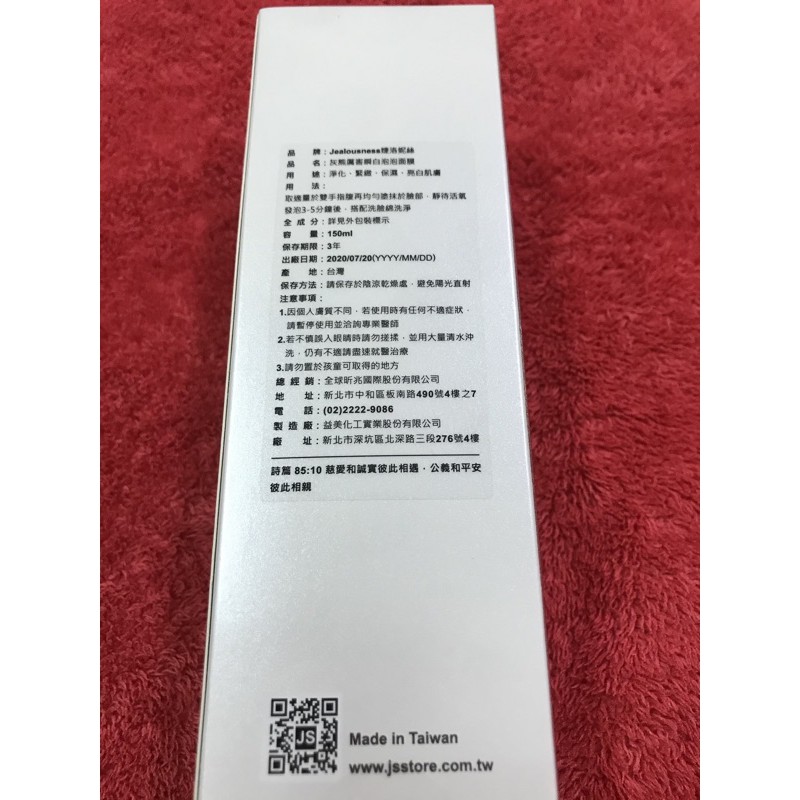 品　牌：Jealousness婕洛妮絲
品　名：灰熊厲害瞬白泡泡面膜
用　途：淨化、緊緻、保濕、亮白肌膚
用　法：
取適量於雙手指腹再均勻塗抹於臉部，靜待活氧
發泡3-5分鐘後，搭配洗臉綿洗淨
全 成 分：詳見外包裝標示
容　量：150ml
保存期限：3年
出廠日期：2020/07/20(YYYY/MM/DD)
產　地：台灣
保存方法：請保存於陰涼乾燥處，避免陽光直射
注意事項：
1.因個人膚質不同，若使用時有任何不適症狀，
請暫停使用並洽詢專業醫師
2.若不慎誤入眼睛時請勿搓揉，並用大量清水沖
洗，仍有不適請盡速就醫治療
3.請勿置於孩童可取得的地方
總 經 銷：全球昕兆國際股份有限公司
地　址：新北市中和區板南路490號4樓之7
電　話：(02)2222-9086
製 造 廠：益美化工實業股份有限公司
廠　址：新北市深坑區北深路三段276號4樓
詩篇 85:10 慈愛和誠實彼此相遇，公義和平安
彼此相親
JS
Made in Taiwan
www.jsstore.com.tw